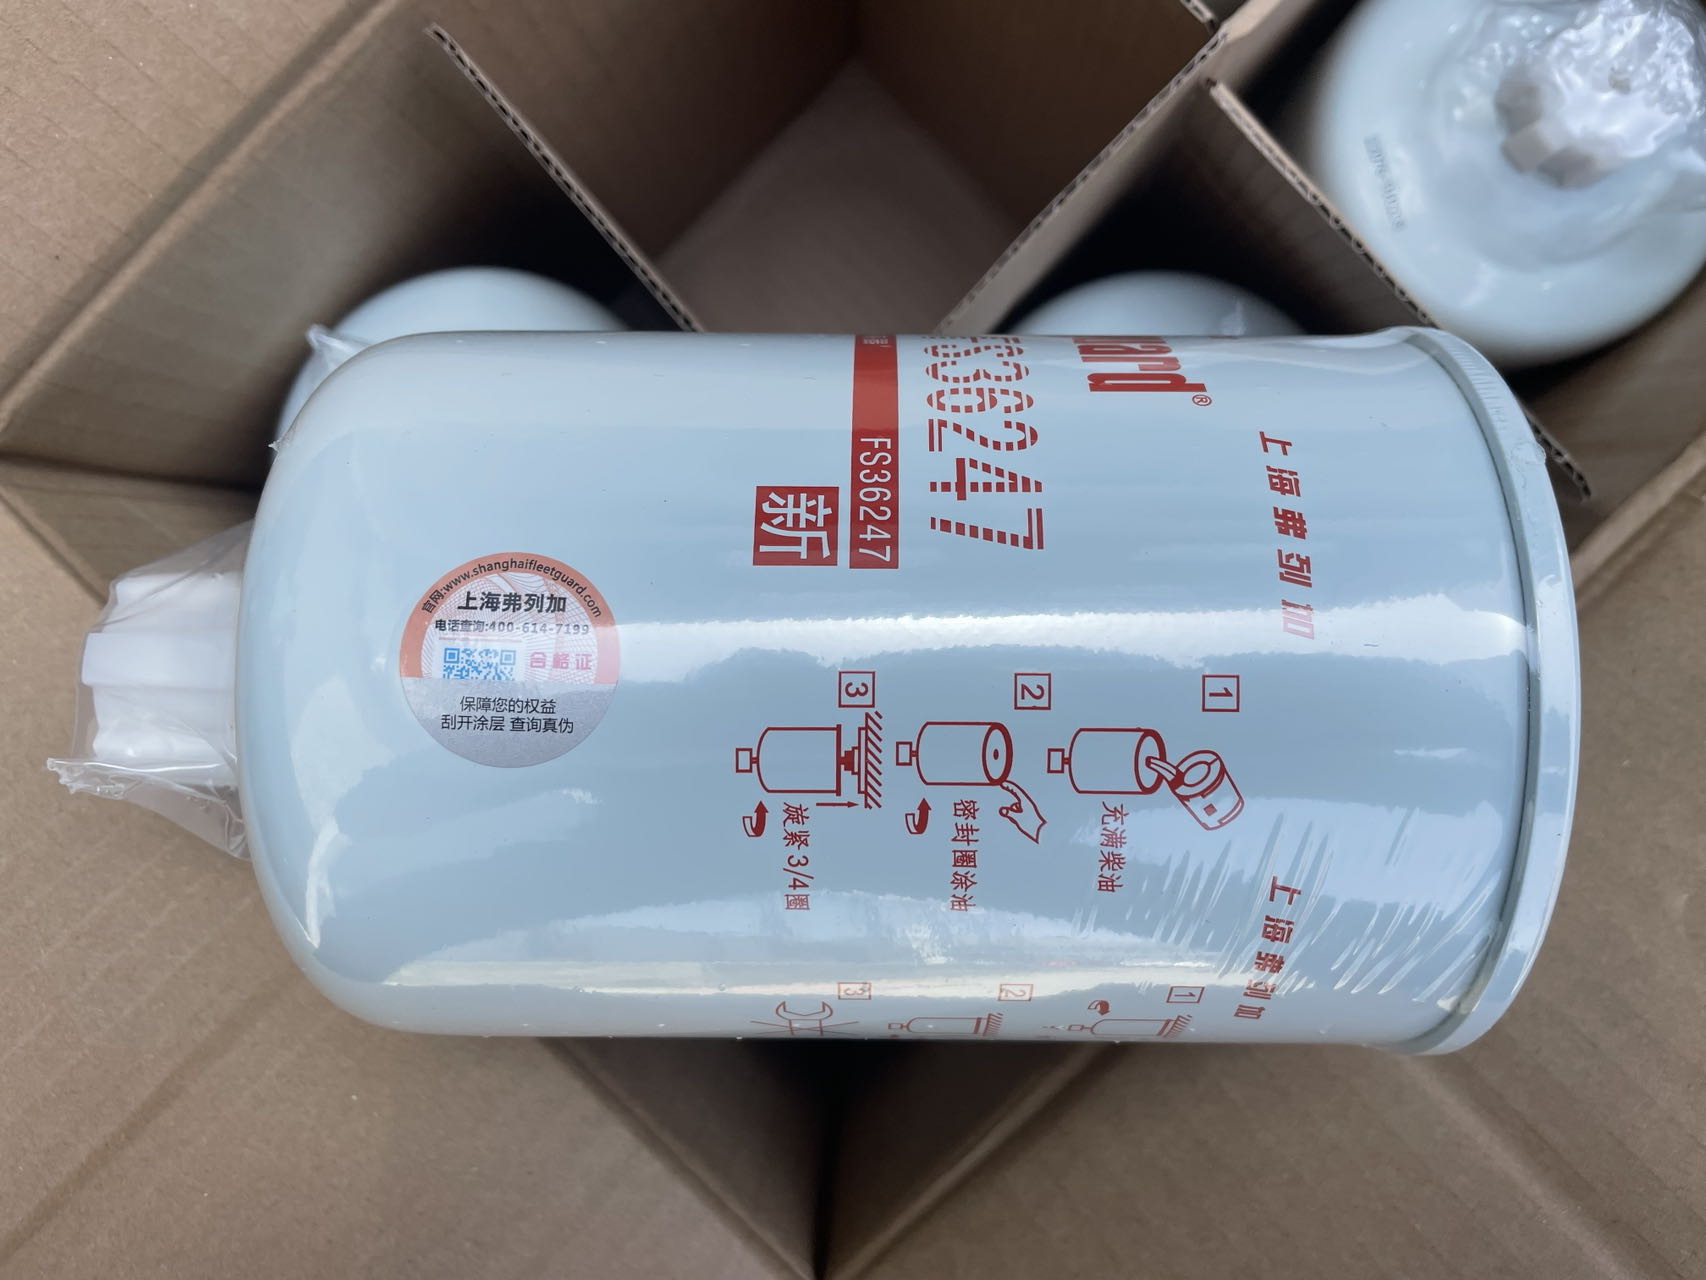 uard®
FS36247
FS36247
新
上海弗列加
官网:www.shanghaifleetguard.com
上海弗列加
电话查询:400-614-7199
合格证
保障您的权益
刮开涂层 查询真伪
1
充满柴油
2
密封圈涂油
3
旋紧3/4圈
上海弗列加
1
2
3